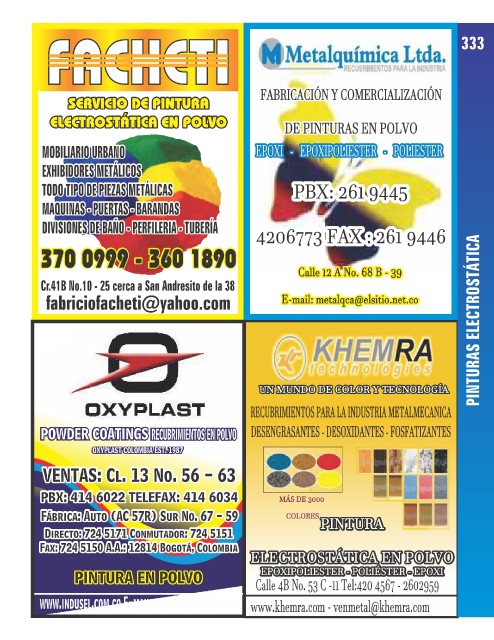 FACHETI
SERVICIO DE PINTURA
ELECTROSTÁTICA EN POLVO
MOBILIARIO URBANO
EXHIBIDORES METÁLICOS
TODO TIPO DE PIEZAS METÁLICAS
MAQUINAS - PUERTAS - BARANDAS
DIVISIONES DE BAÑO - PERFILERIA - TUBERÍA
370 0999 - 360 1890
Cr.41B No.10 - 25 cerca a San Andresito de la 38
fabriciofacheti@yahoo.com
Metalquímica Ltda.
RECUBRIMIENTOS PARA LA INDUSTRIA
FABRICACIÓN Y COMERCIALIZACIÓN
DE PINTURAS EN POLVO
EPOXI - EPOXIPOLIESTER - POLIESTER
PBX: 261 9445
4206773 FAX : 261 9446
Calle 12 A No. 68 B - 39
E-mail: metalqca@elsitio.net.co
OXYPLAST
POWDER COATINGS RECUBRIMIENTOS EN POLVO
OXYPLAST COLOMBIA EST. 1987
VENTAS: CL. 13 No. 56 – 63
PBX: 414 6022 TELEFAX: 414 6034
FÁBRICA: AUTO (AC 57R) SUR NO. 67 – 59
DIRECTO: 724 5171 CONMUTADOR: 724 5151
FAX: 724 5150 A.A.: 12814 BOGOTÁ, COLOMBIA
PINTURA EN POLVO
WWW.INDUSEL.CO
KHEMRA
technologies
UN MUNDO DE COLOR Y TECNOLOGÍA
RECUBRIMIENTOS PARA LA INDUSTRIA METALMECANICA
DESENGRASANTES - DESOXIDANTES - FOSFATIZANTES
MÁS DE 3000
COLORES
PINTURA
ELECTROSTÁTICA EN POLVO
EPOXIPOLIESTER - POLIESTER - EPOXI
Calle 4B No. 53 C -11 Tel:420 4567 - 2602959
www.khemra.com - venmetal@khemra.com
333
PINTURAS ELECTROSTÁTICA